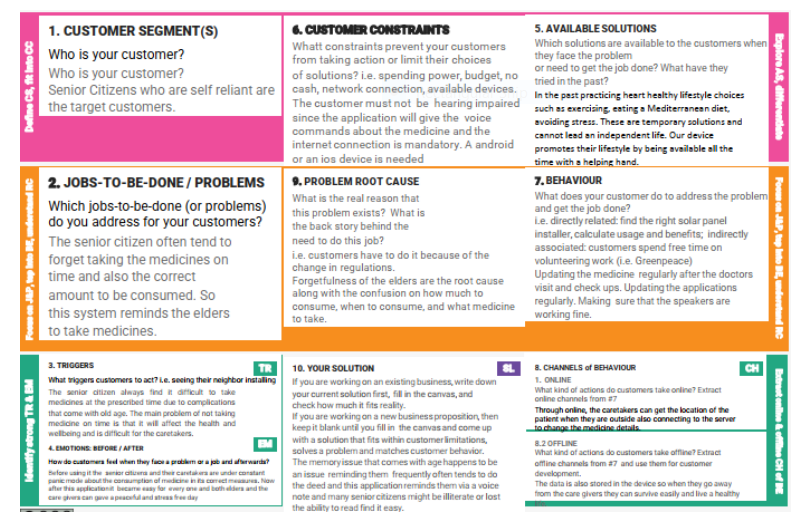 Define CS, fit into CC
1. CUSTOMER SEGMENT(S)
Who is your customer?
Who is your customer?
Senior Citizens who are self reliant are
the target customers.
6. CUSTOMER CONSTRAINTS
Whatt constraints prevent your customers
from taking action or limit their choices
of solutions? i.e. spending power, budget, no
cash, network connection, available devices.
The customer must not be hearing impaired
since the application will give the voice
commands about the medicine and the
internet connection is mandatory. A android
or an ios device is needed
5. AVAILABLE SOLUTIONS
Which solutions are available to the customers when
they face the problem
or need to get the job done? What have they
tried in the past?
In the past practicing heart healthy lifestyle choices
such as exercising, eating a Mediterranean diet,
avoiding stress. These are temporary solutions and
cannot lead an independent life. Our device
promotes their lifestyle by being available all the
time with a helping hand.
Explore AS, differentiate
Focus on J&P, tap into BE, understand RC
2. JOBS-TO-BE-DONE / PROBLEMS
Which jobs-to-be-done (or problems)
do you address for your customers?
The senior citizen often tend to
forget taking the medicines on
time and also the correct
amount to be consumed. So
this system reminds the elders
to take medicines.
9. PROBLEM ROOT CAUSE
What is the real reason that
this problem exists? What is
the back story behind the
need to do this job?
i.e. customers have to do it because of the
change in regulations.
Forgetfulness of the elders are the root cause
along with the confusion on how much to
consume, when to consume, and what medicine
to take.
7. BEHAVIOUR
What does your customer do to address the problem
and get the job done?
i.e. directly related: find the right solar panel
installer, calculate usage and benefits; indirectly
associated: customers spend free time on
volunteering work (i.e. Greenpeace)
Updating the medicine regularly after the doctors
visit and check ups. Updating the applications
regularly. Making sure that the speakers are
working fine.
Focus on J&P, tap into BE, understand RC
Identify strong TR & EM
3. TRIGGERS
TR
What triggers customers to act? i.e. seeing their neighbor installing
The senior citizen always find it difficult to take
medicines at the prescribed time due to complications
that come with old age. The main problem of not taking
medicine on time is that it will affect the health and
wellbeing and is difficult for the caretakers.
4. EMOTIONS: BEFORE / AFTER
EM
How do customers feel when they face a problem or a job and afterwards?
Before using it the senior citizens and their caretakers are under constant
panic mode about the consumption of medicine in its correct measures. Now
after this application it became easy for every one and both elders and the
care givers can gave a peaceful and stress free day
10. YOUR SOLUTION
SL
If you are working on an existing business, write down
your current solution first, fill in the canvas, and
check how much it fits reality.
If you are working on a new business proposition, then
keep it blank until you fill in the canvas and come up
with a solution that fits within customer limitations,
solves a problem and matches customer behavior.
The memory issue that comes with age happens to be
an issue reminding them frequently often tends to do
the deed and this application reminds them via a voice
note and many senior citizens might be illiterate or lost
the ability to read find it easy.
8. CHANNELS of BEHAVIOUR
CH
1. ONLINE
What kind of actions do customers take online? Extract
online channels from #7
Through online, the caretakers can get the location of the
patient when they are outside also connecting to the server
to change the medicine details.
8.2 OFFLINE
What kind of actions do customers take offline? Extract
offline channels from #7 and use them for customer
development.
The data is also stored in the device so when they go away
from the care givers they can survive easily and live a healthy
Extract online & offline CH of BE